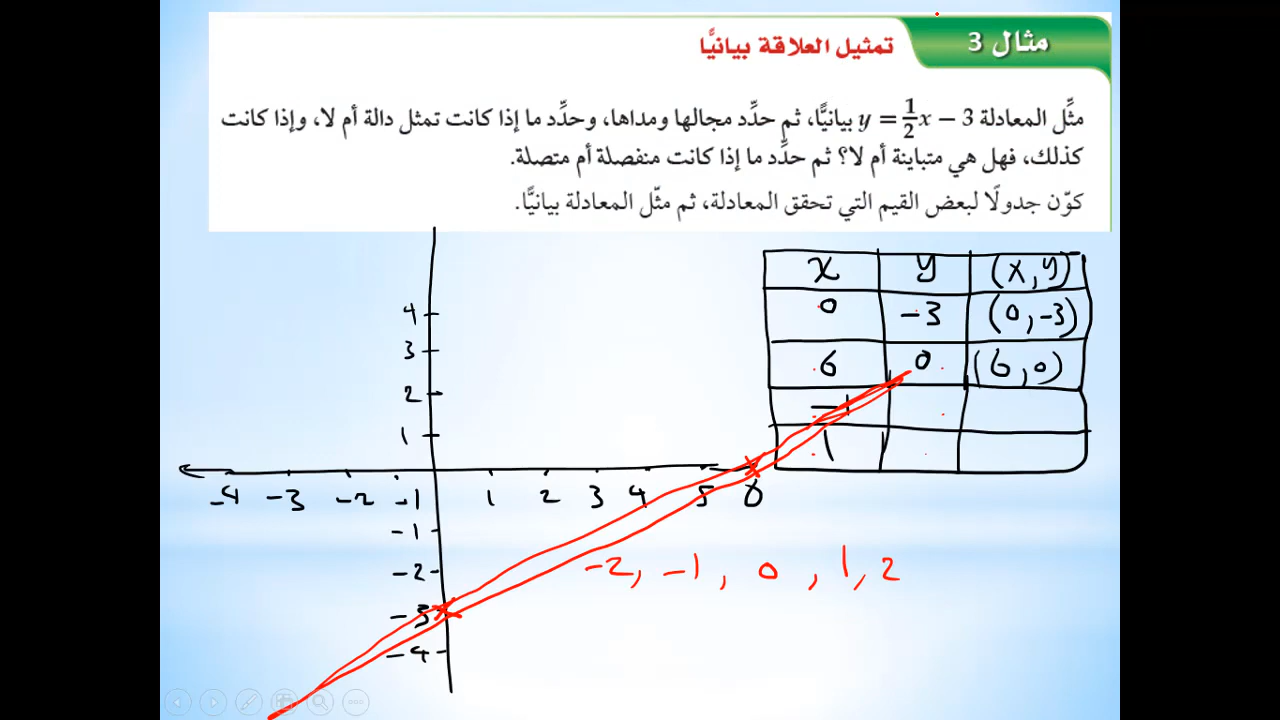 مثال 3
تمثيل العلاقة بيانيًّا
مثِّل المعادلة y = 1/2 x − 3 بيانيًّا، ثم حدِّد مجالها ومداها، وحدِّد ما إذا كانت تمثل دالة أم لا، وإذا كانت
كذلك، فهل هي متباينة أم لا؟ ثم حدِّد ما إذا كانت منفصلة أم متصلة.
كوّن جدولًا لبعض القيم التي تحقق المعادلة، ثم مثّل المعادلة بيانيًّا.
x y (x, y)
0 -3 (0, -3)
6 0 (6, 0)
-1
1
4
3
2
1
-4 -3 -2 -1 1 2 3 4 5 6
-1
-2
-3
-4
-2, -1, 0, 1, 2